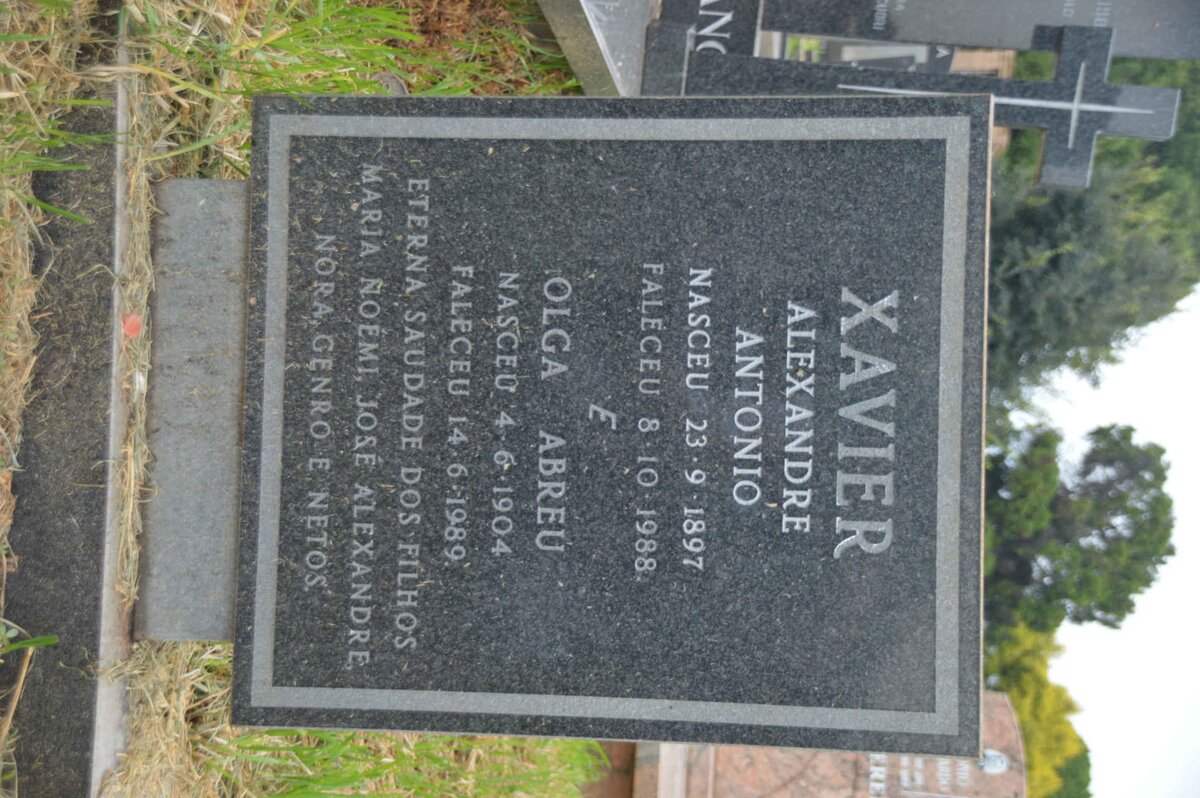 XAVIER
ALEXANDRE
ANTONIO
NASCEU 23·9·1897
FALECEU 8·10·1988.
E
OLGA ABREU
NASCEU 4·6·1904
FALECEU 14·6·1989.
ETERNA SAUDADE DOS FILHOS -
MARIA NOÉMI, JOSÉ ALEXANDRE,
NORA, GENRO E NETOS.